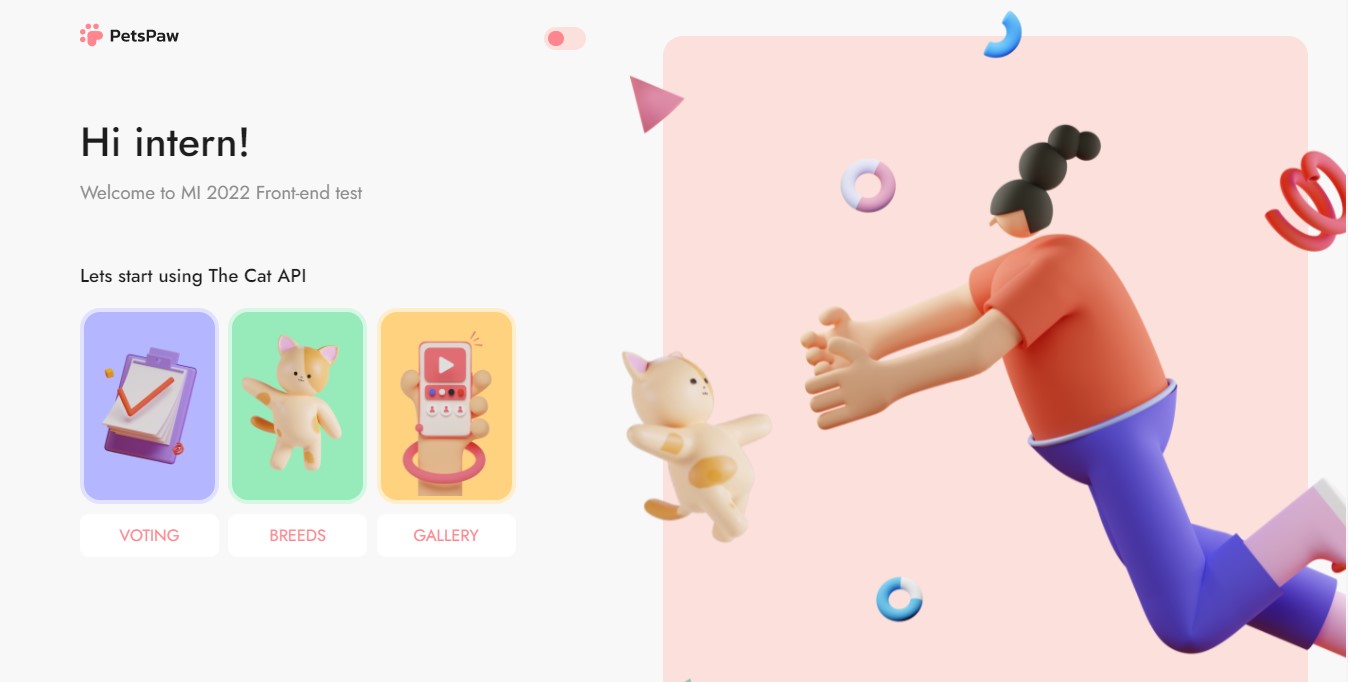 PetsPaw
Hi intern!
Welcome to MI 2022 Front-end test
Lets start using The Cat API
VOTING
BREEDS
GALLERY